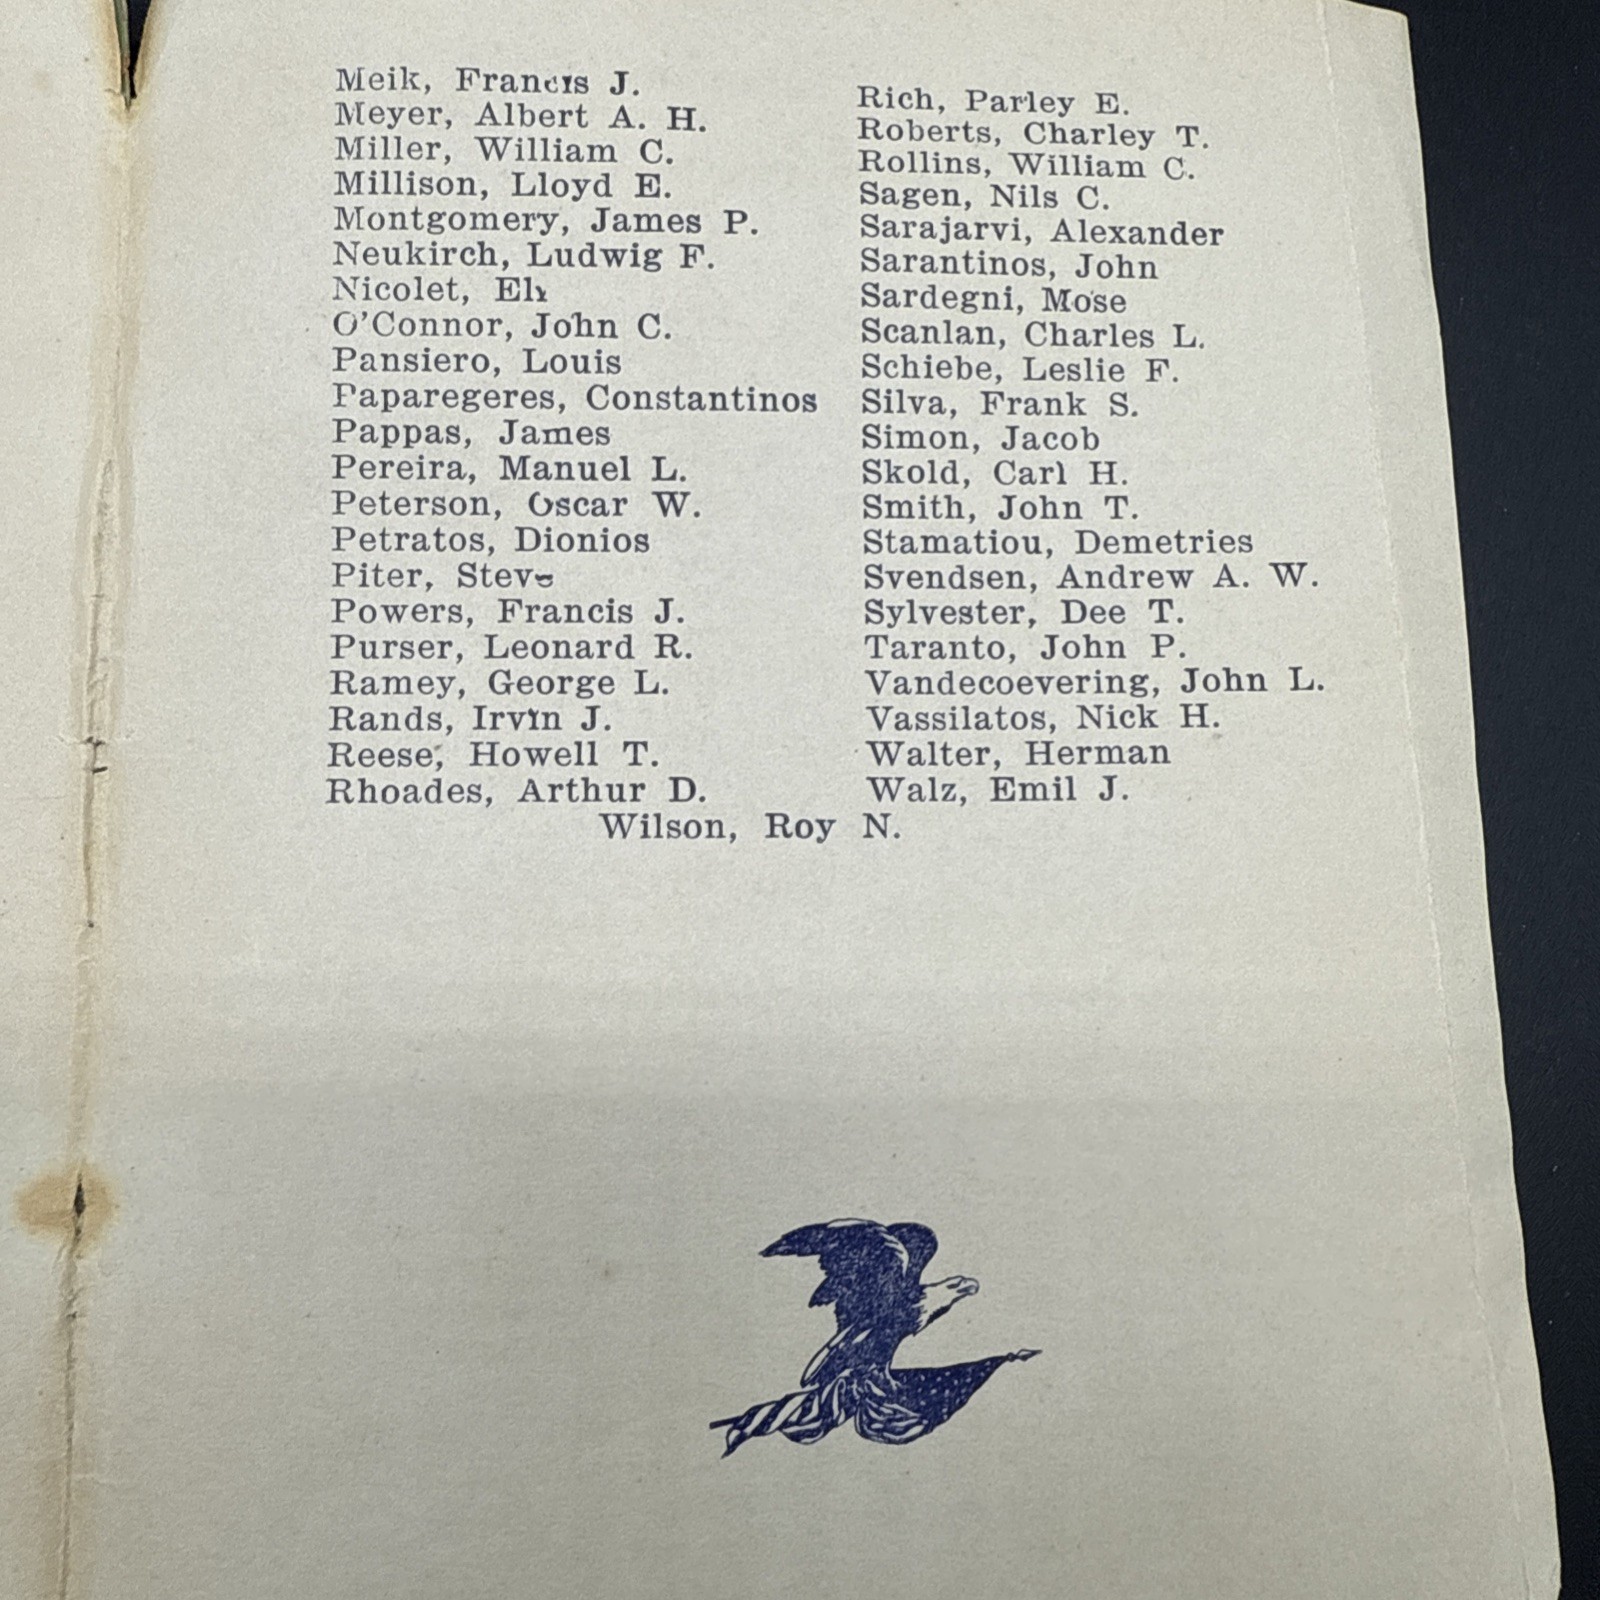 Meik, Francis J.
Meyer, Albert A. H.
Miller, William C.
Millison, Lloyd E.
Montgomery, James P.
Neukirch, Ludwig F.
Nicolet, Ely
O'Connor, John C.
Pansiero, Louis
Paparegeres, Constantinos
Pappas, James
Pereira, Manuel L.
Peterson, Oscar W.
Petratos, Dionios
Piter, Steve
Powers, Francis J.
Purser, Leonard R.
Ramey, George L.
Rands, Irvin J.
Reese, Howell T.
Rhoades, Arthur D.
Rich, Parley E.
Roberts, Charley T.
Rollins, William C.
Sagen, Nils C.
Sarajarvi, Alexander
Sarantinos, John
Sardegni, Mose
Scanlan, Charles L.
Schiebe, Leslie F.
Silva, Frank S.
Simon, Jacob
Skold, Carl H.
Smith, John T.
Stamatiou, Demetries
Svendsen, Andrew A. W.
Sylvester, Dee T.
Taranto, John P.
Vandecoevering, John L.
Vassilatos, Nick H.
Walter, Herman
Walz, Emil J.
Wilson, Roy N.